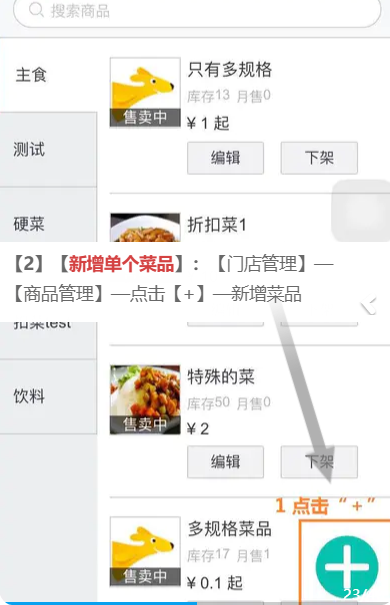 搜索商品
主食
只有多规格
库存13 月售0
售卖中
¥ 1 起
编辑
下架
测试
硬菜
折扣菜1
【2】【新增单个菜品】：【门店管理】—
【商品管理】—点击【+】—新增菜品
扣菜test
特殊的菜
库存50 月售0
饮料
售卖中
¥ 2
编辑
下架
1 点击“+”
多规格菜品
库存17 月售1
售卖中
¥ 0.1 起